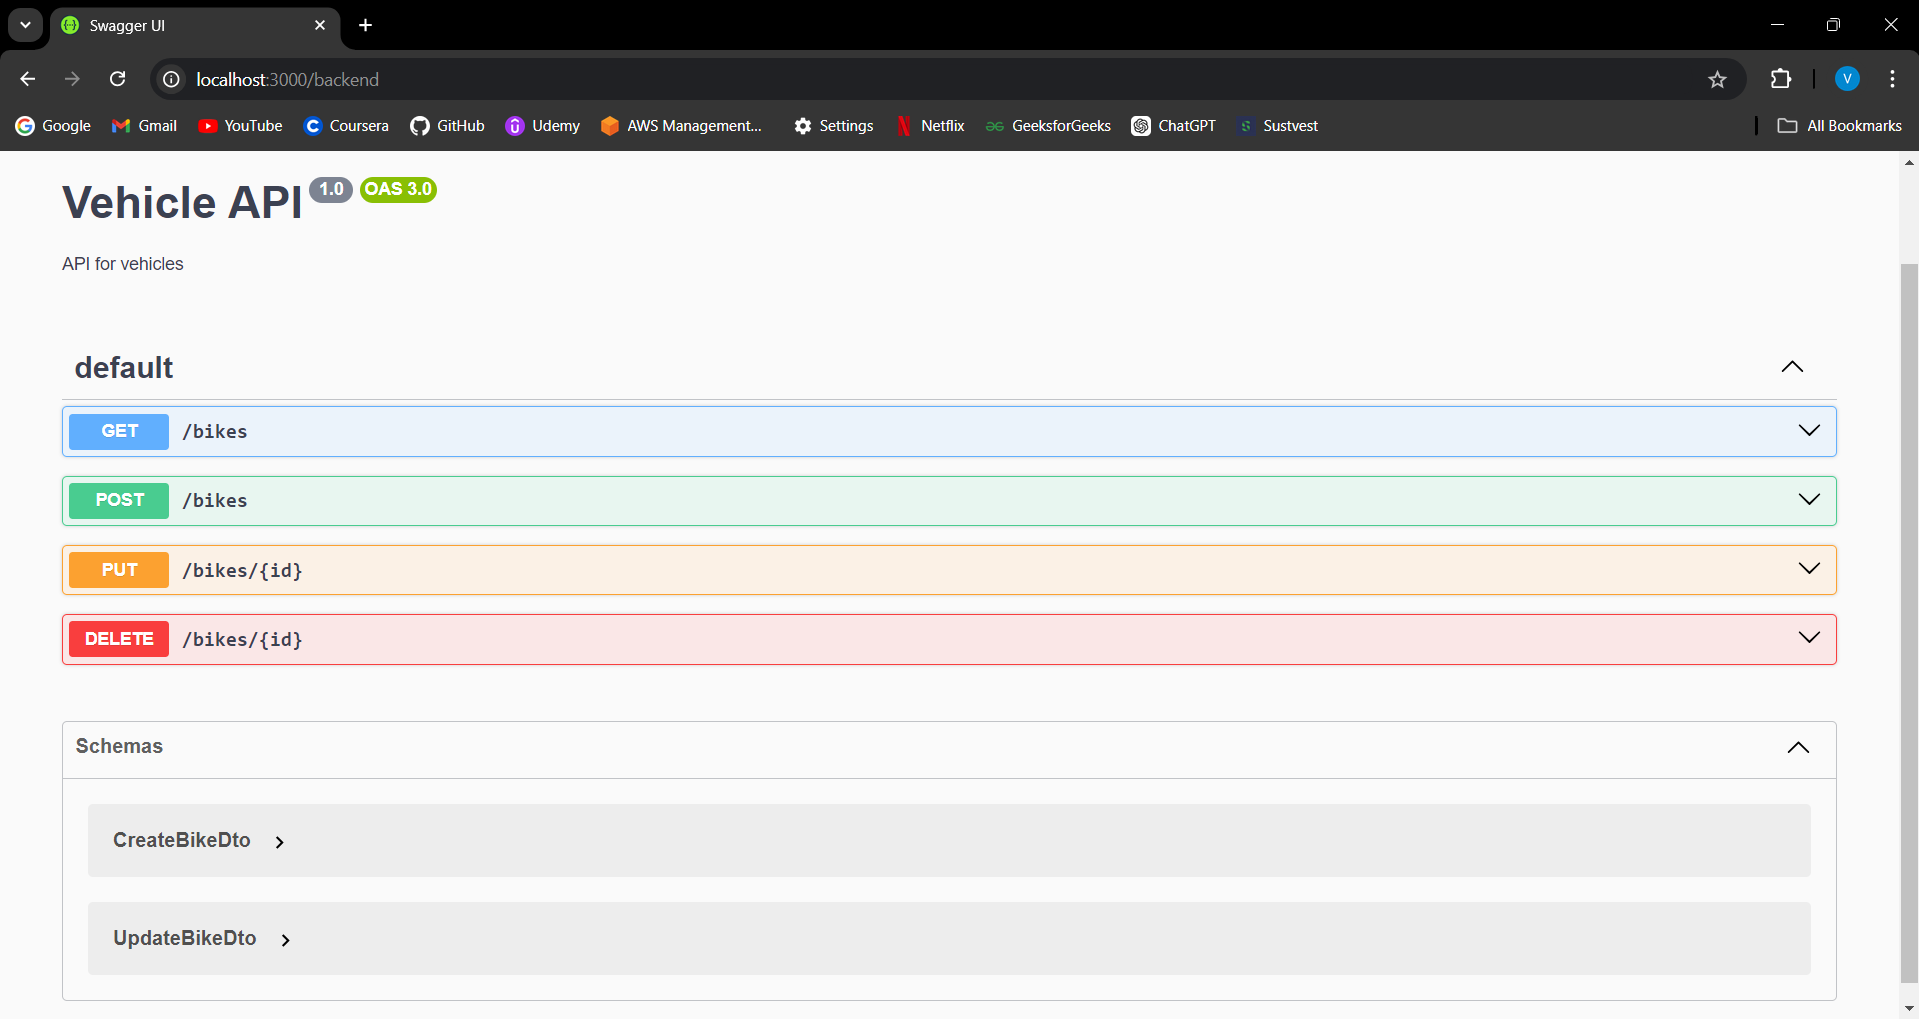 Swagger UI
localhost:3000/backend
V
Google Gmail YouTube Coursera GitHub Udemy AWS Management... Settings Netflix GeeksforGeeks ChatGPT Sustvest All Bookmarks
Vehicle API 1.0 OAS 3.0
API for vehicles
default
GET /bikes
POST /bikes
PUT /bikes/{id}
DELETE /bikes/{id}
Schemas
CreateBikeDto
UpdateBikeDto